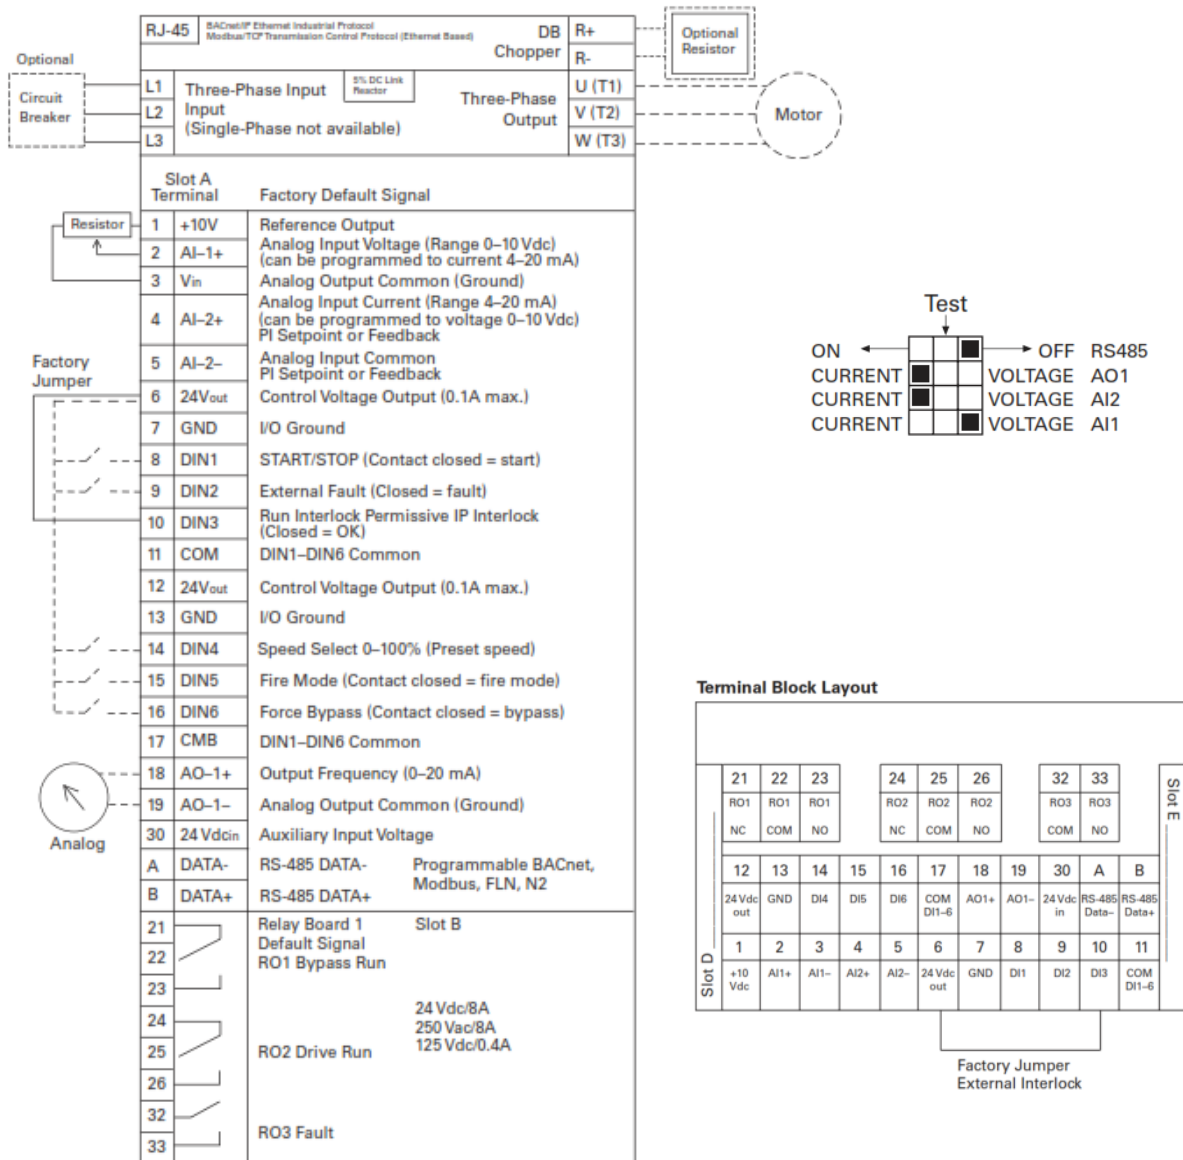 RJ-45 BACnet/IP Ethernet Industrial Protocol
Modbus/TCP Transmission Control Protocol (Ethernet Based)
DB
Chopper
R+
R-
Optional
Resistor
Optional
Circuit
Breaker
L1
L2
L3
Three-Phase Input
Input
(Single-Phase not available)
5% DC Link
Reactor
Three-Phase
Output
U (T1)
V (T2)
W (T3)
Motor
Slot A
Terminal Factory Default Signal
Resistor
1 +10V Reference Output
2 AI–1+ Analog Input Voltage (Range 0–10 Vdc)
(can be programmed to current 4–20 mA)
3 Vin Analog Output Common (Ground)
4 AI–2+ Analog Input Current (Range 4–20 mA)
(can be programmed to voltage 0–10 Vdc)
PI Setpoint or Feedback
5 AI–2– Analog Input Common
PI Setpoint or Feedback
Factory
Jumper
6 24Vout Control Voltage Output (0.1A max.)
7 GND I/O Ground
8 DIN1 START/STOP (Contact closed = start)
9 DIN2 External Fault (Closed = fault)
10 DIN3 Run Interlock Permissive IP Interlock
(Closed = OK)
11 COM DIN1–DIN6 Common
12 24Vout Control Voltage Output (0.1A max.)
13 GND I/O Ground
14 DIN4 Speed Select 0–100% (Preset speed)
15 DIN5 Fire Mode (Contact closed = fire mode)
16 DIN6 Force Bypass (Contact closed = bypass)
17 CMB DIN1–DIN6 Common
18 AO–1+ Output Frequency (0–20 mA)
19 AO–1– Analog Output Common (Ground)
Analog
30 24 Vdcin Auxiliary Input Voltage
A DATA- RS-485 DATA-
B DATA+ RS-485 DATA+
Programmable BACnet,
Modbus, FLN, N2
21
22
23
24
25
26
32
33
Relay Board 1 Slot B
Default Signal
RO1 Bypass Run
24 Vdc/8A
250 Vac/8A
125 Vdc/0.4A
RO2 Drive Run
RO3 Fault
Test
ON OFF RS485
CURRENT VOLTAGE AO1
CURRENT VOLTAGE AI2
CURRENT VOLTAGE AI1
Terminal Block Layout
Slot D
Slot E
21 22 23 24 25 26 32 33
RO1 RO1 RO1 RO2 RO2 RO2 RO3 RO3
NC COM NO NC COM NO COM NO
12 13 14 15 16 17 18 19 30 A B
24 Vdc GND DI4 DI5 DI6 COM AO1+ AO1– 24 Vdc RS-485 RS-485
out DI1–6 in Data– Data+
1 2 3 4 5 6 7 8 9 10 11
+10 AI1+ AI1– AI2+ AI2– 24 Vdc GND DI1 DI2 DI3 COM
Vdc out DI1–6
Factory Jumper
External Interlock